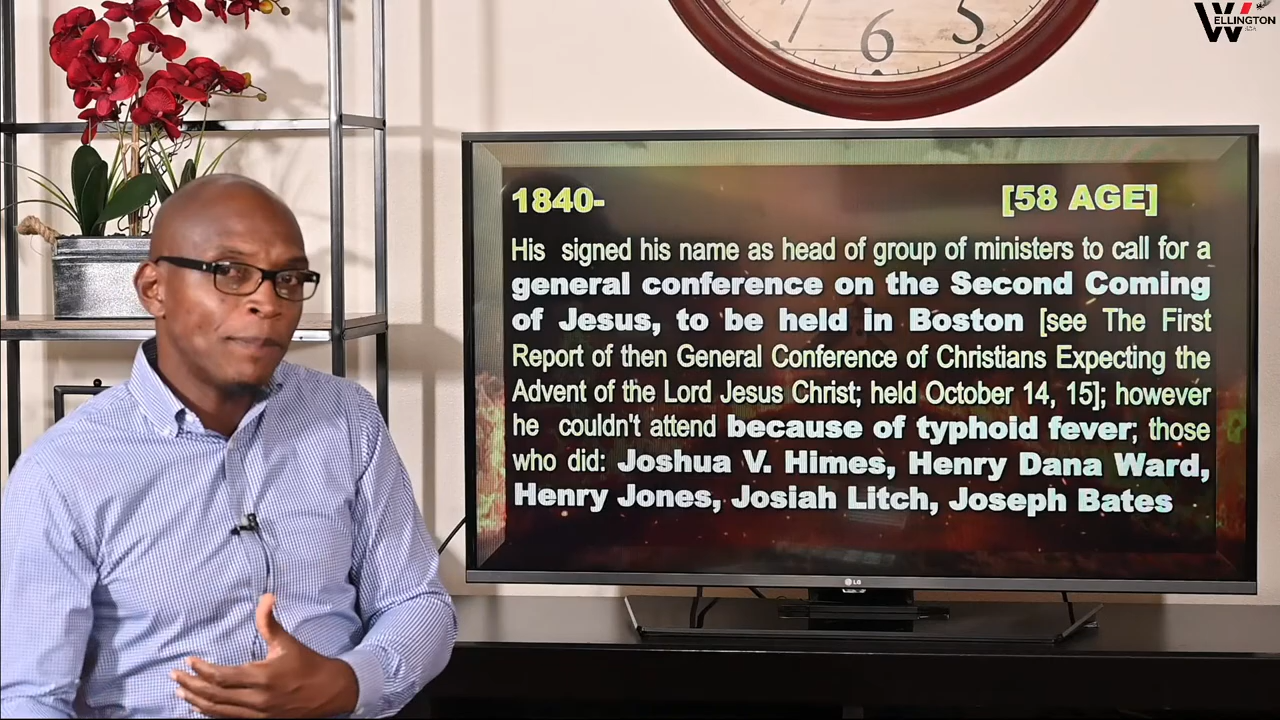 WELLINGTON
6
5
1840- [58 AGE]
His signed his name as head of group of ministers to call for a
general conference on the Second Coming
of Jesus, to be held in Boston [see The First
Report of then General Conference of Christians Expecting the
Advent of the Lord Jesus Christ; held October 14, 15]; however
he couldn't attend because of typhoid fever; those
who did: Joshua V. Himes, Henry Dana Ward,
Henry Jones, Josiah Litch, Joseph Bates
LG